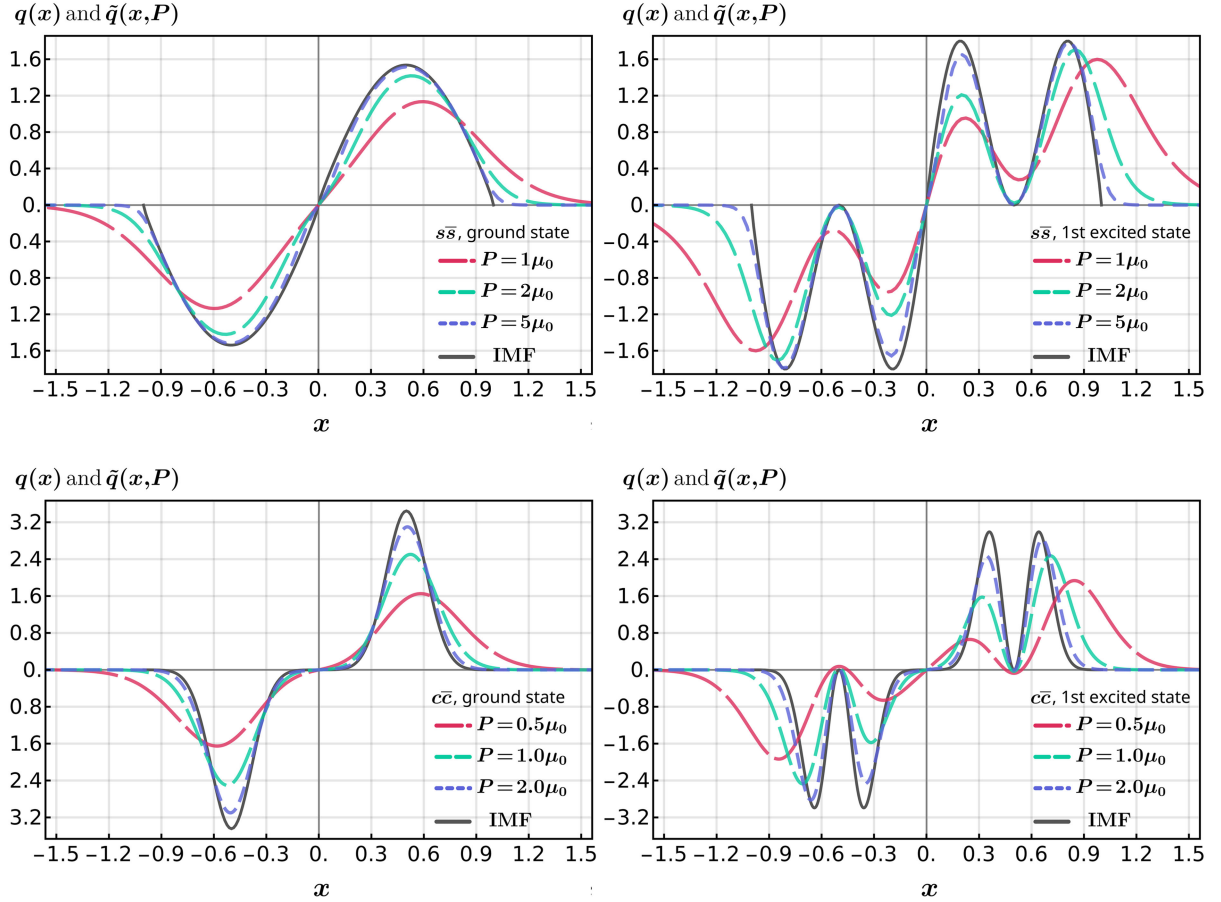 q(x) and q̃(x,P)
1.6
1.2
0.8
0.4
0.
0.4
0.8
1.2
1.6
−1.5 −1.2 −0.9 −0.6 −0.3 0. 0.3 0.6 0.9 1.2 1.5
x
ss̅, ground state
P=1μ₀
P=2μ₀
P=5μ₀
IMF
q(x) and q̃(x,P)
1.6
1.2
0.8
0.4
0.
−0.4
−0.8
−1.2
−1.6
−1.5 −1.2 −0.9 −0.6 −0.3 0. 0.3 0.6 0.9 1.2 1.5
x
ss̅, 1st excited state
P=1μ₀
P=2μ₀
P=5μ₀
IMF
q(x) and q̃(x,P)
3.2
2.4
1.6
0.8
0
0.8
1.6
2.4
3.2
−1.5 −1.2 −0.9 −0.6 −0.3 0. 0.3 0.6 0.9 1.2 1.5
x
cc̅, ground state
P=0.5μ₀
P=1.0μ₀
P=2.0μ₀
IMF
q(x) and q̃(x,P)
3.2
2.4
1.6
0.8
0
−0.8
−1.6
−2.4
−3.2
−1.5 −1.2 −0.9 −0.6 −0.3 0. 0.3 0.6 0.9 1.2 1.5
x
cc̅, 1st excited state
P=0.5μ₀
P=1.0μ₀
P=2.0μ₀
IMF